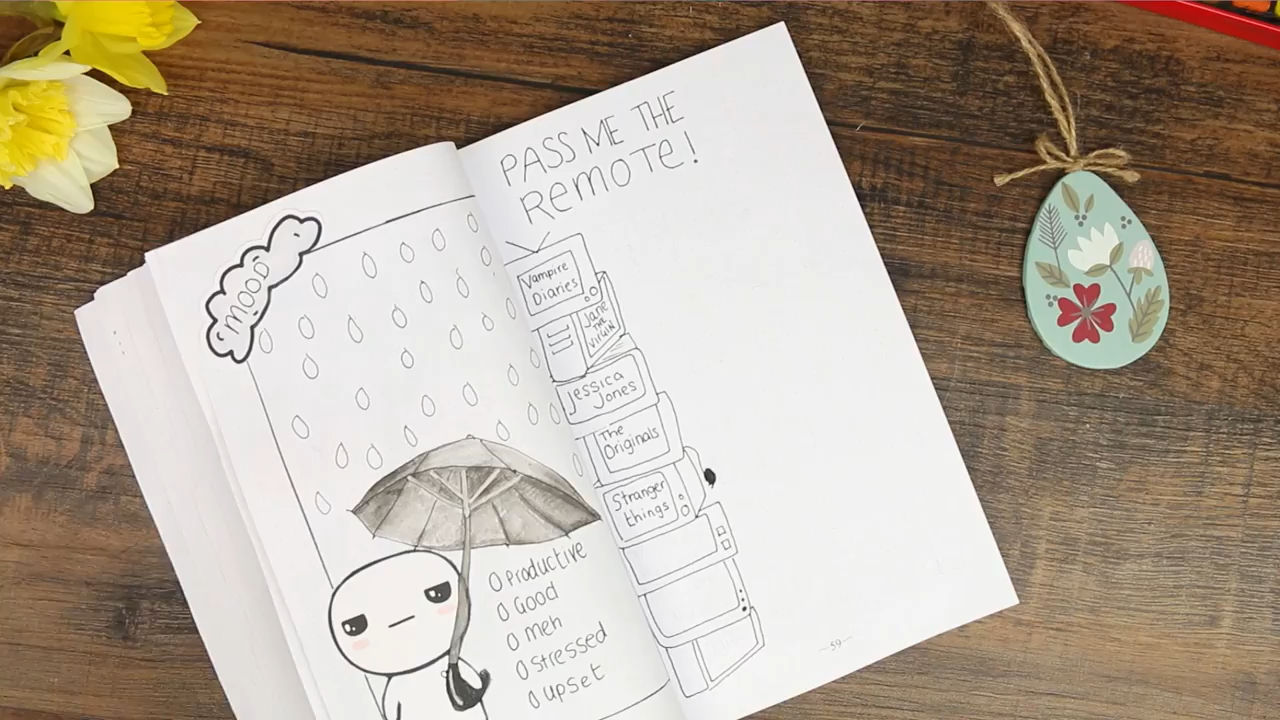 MOOD
O Productive
O Good
O meh
O Stressed
O upset
PASS ME THE
REMOTE!
Vampire
Diaries
Jane
THE
VIRGIN
Jessica
Jones
The
Originals
Stranger
things
—59—